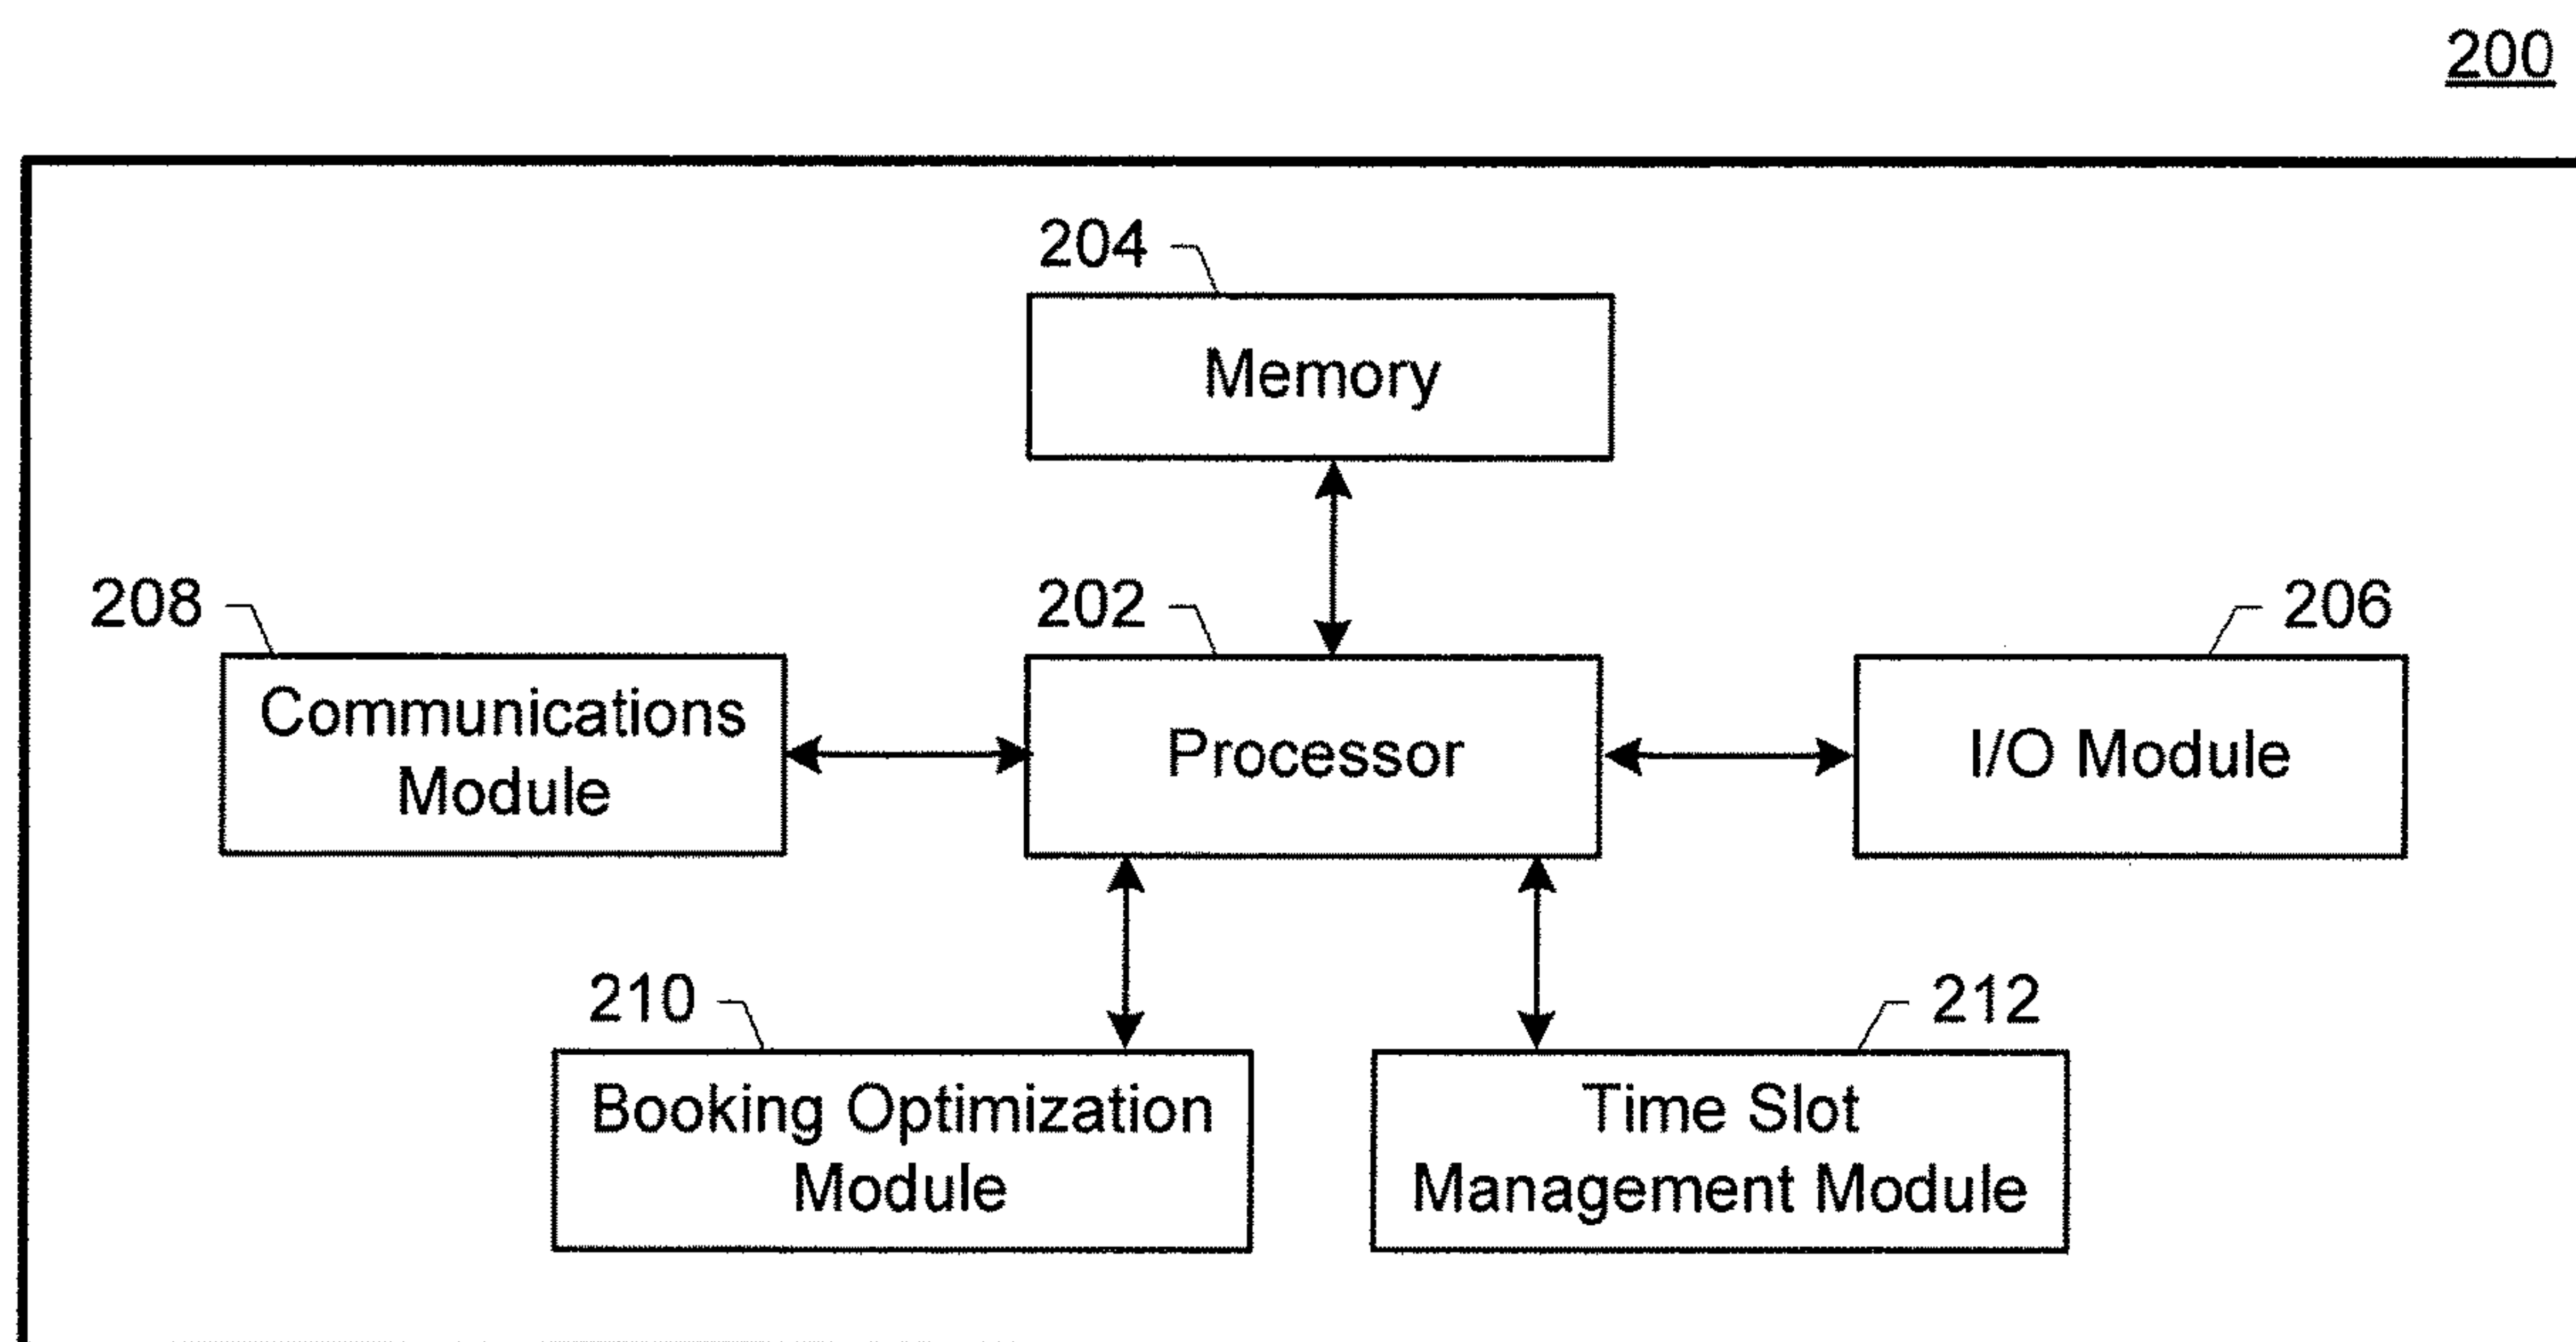 200
204
Memory
208
202
206
Communications
Module
Processor
I/O Module
210
212
Booking Optimization
Module
Time Slot
Management Module